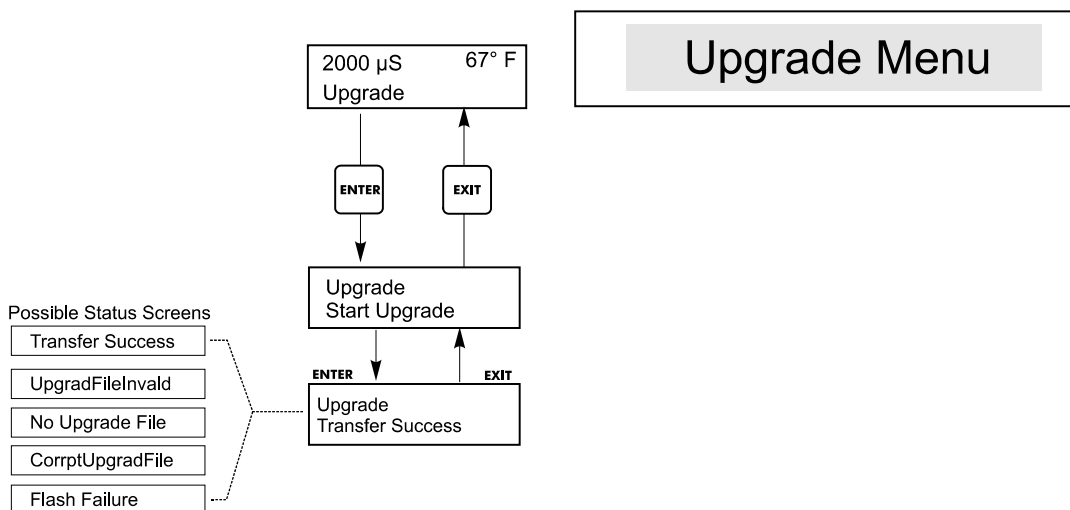 Upgrade Menu
2000 µS 67° F
Upgrade
ENTER EXIT
Upgrade
Start Upgrade
ENTER EXIT
Upgrade
Transfer Success
Possible Status Screens
Transfer Success
UpgradFileInvald
No Upgrade File
CorrptUpgradFile
Flash Failure